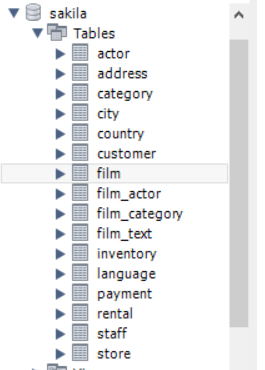 sakila
Tables
actor
address
category
city
country
customer
film
film_actor
film_category
film_text
inventory
language
payment
rental
staff
store